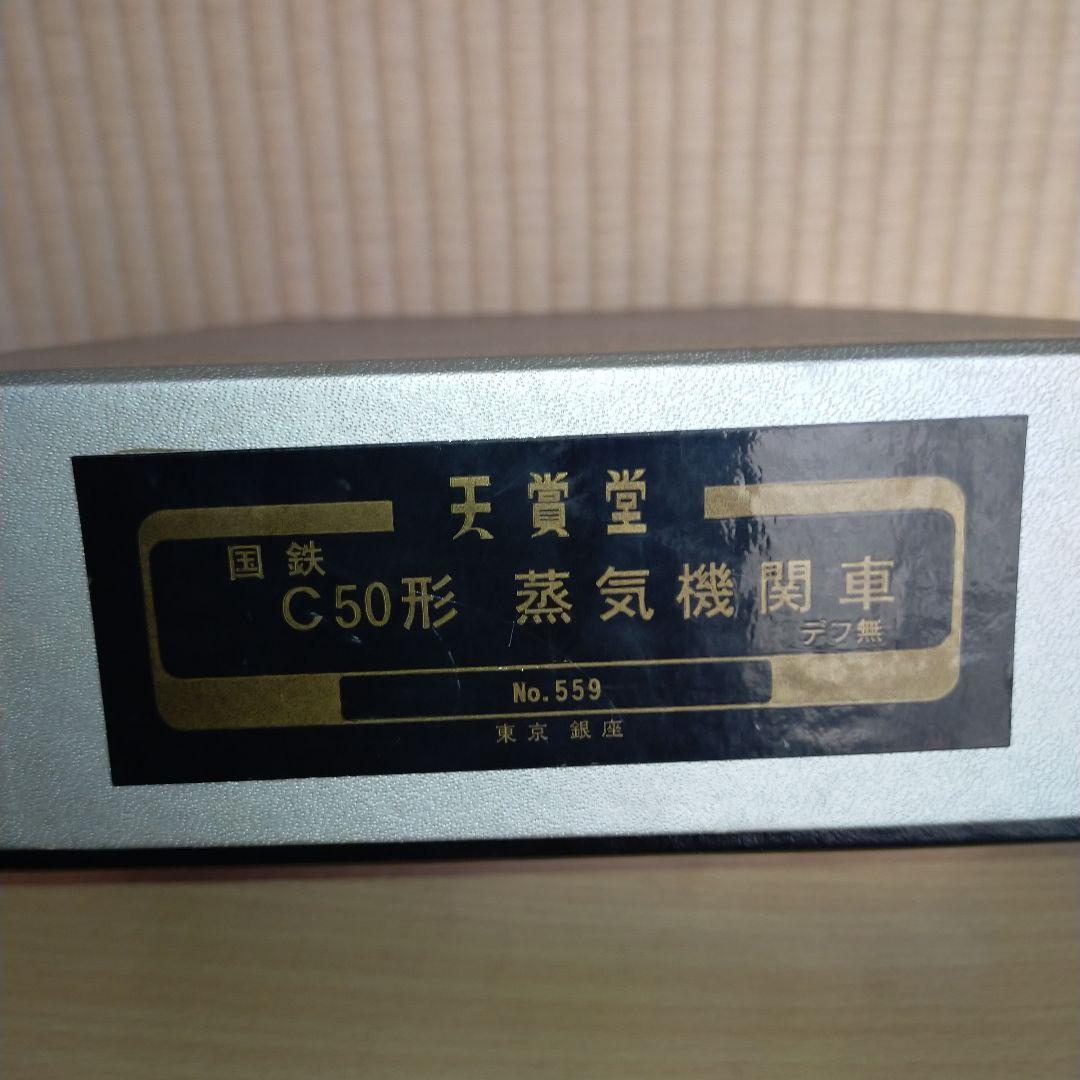 天賞堂
国鉄
C50形 蒸気機関車
デフ無
No.559
東京 銀座